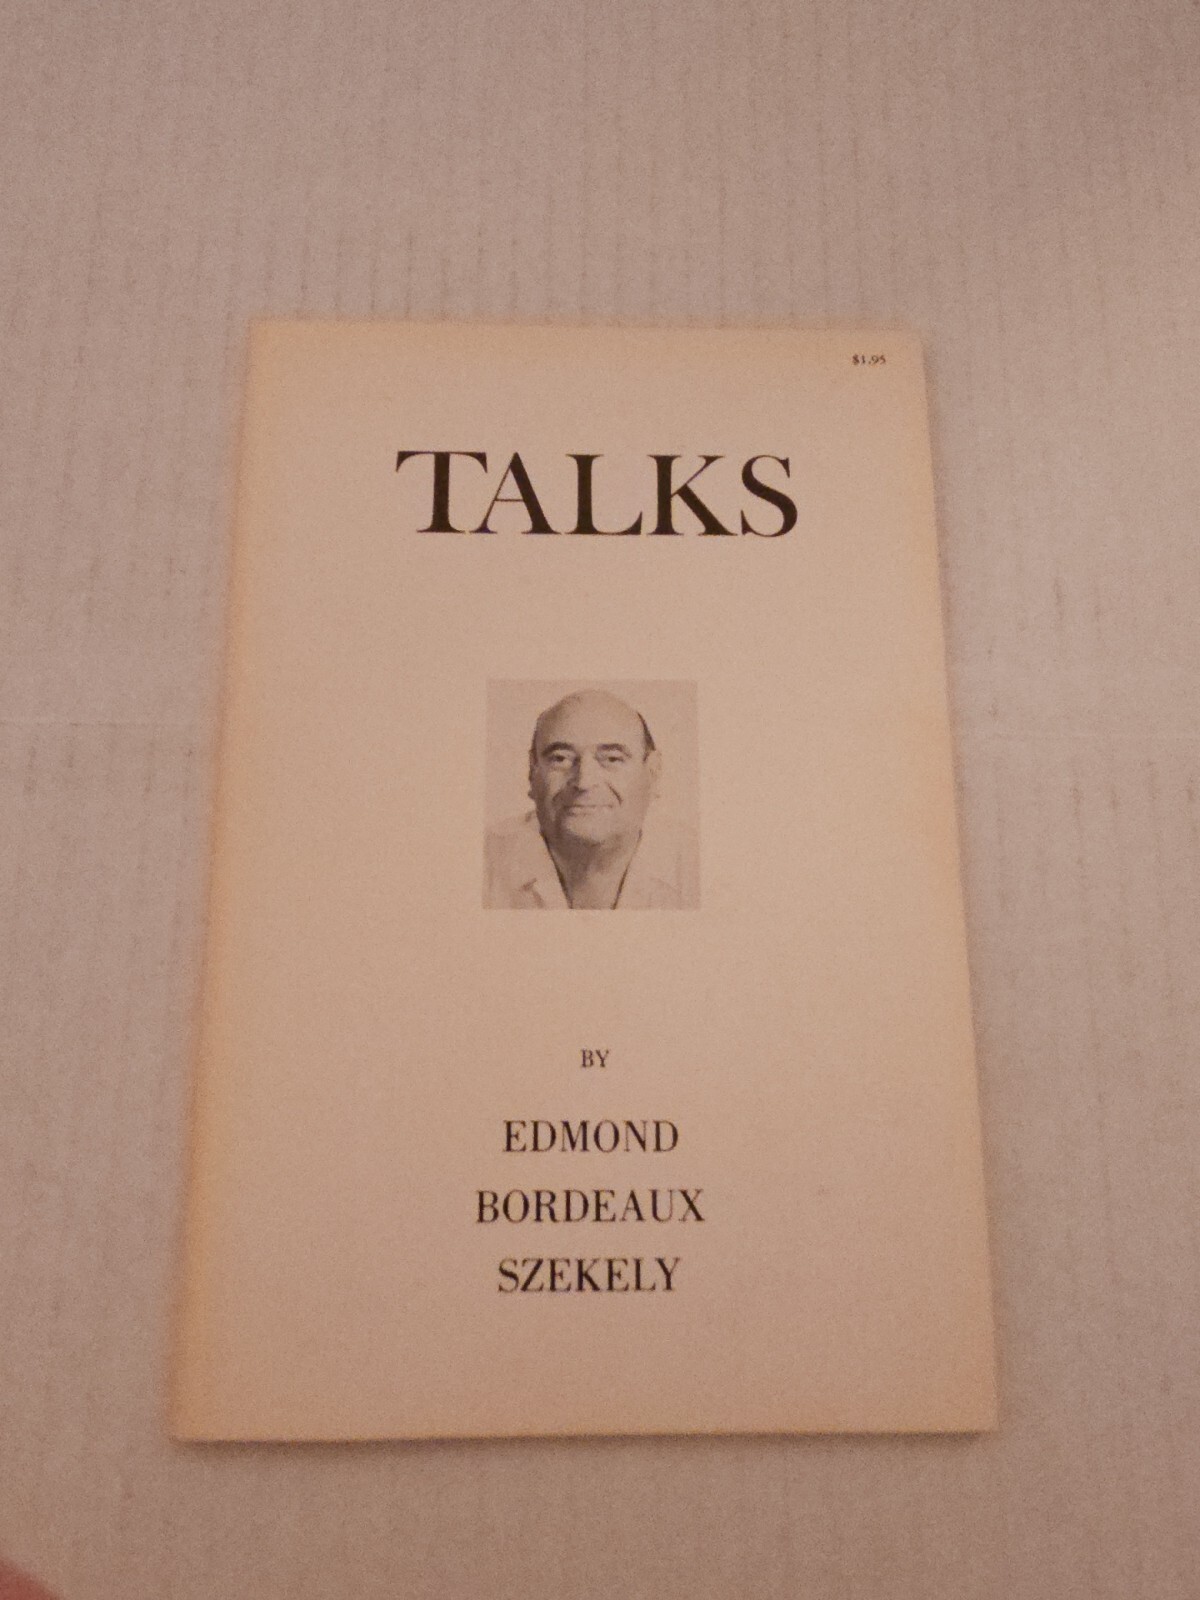 $1.95
TALKS
BY
EDMOND
BORDEAUX
SZEKELY